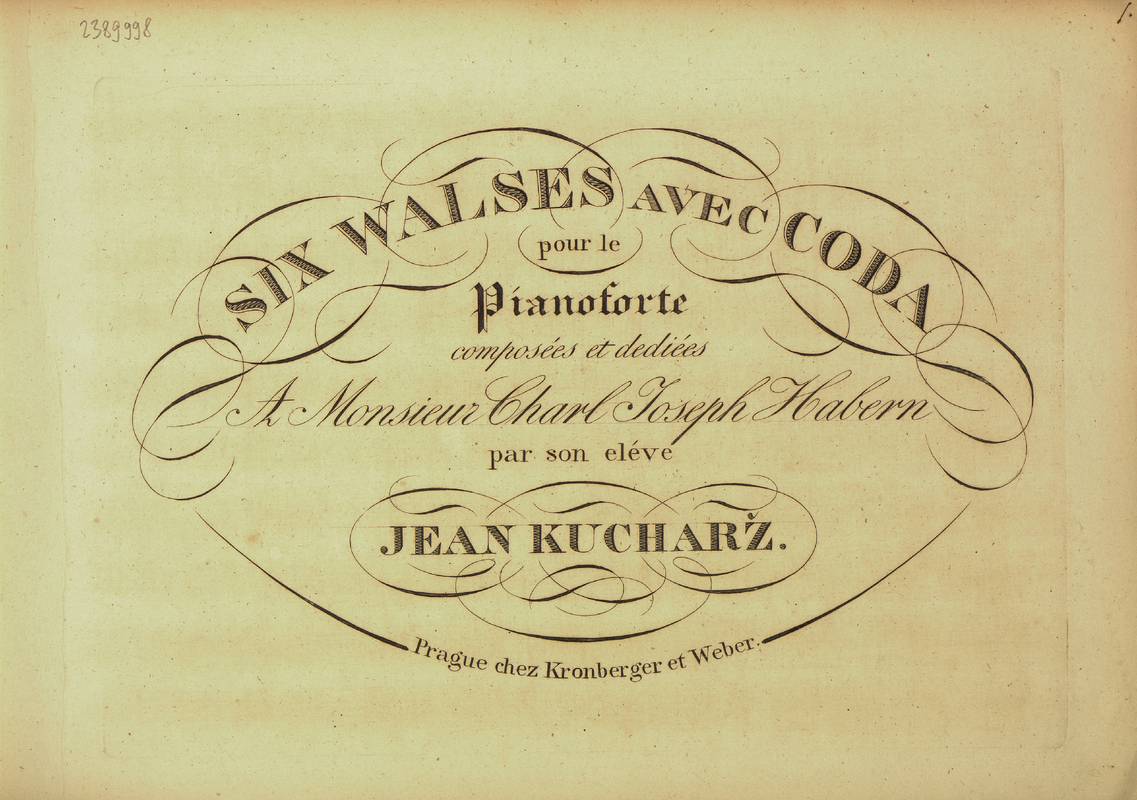 2389998
1.
SIX WALSES AVEC CODA
pour le
Pianoforte
composées et dediées
A Monsieur Charl Joseph Habern
par son eléve
JEAN KUCHARŽ.
Prague chez Kronberger et Weber.